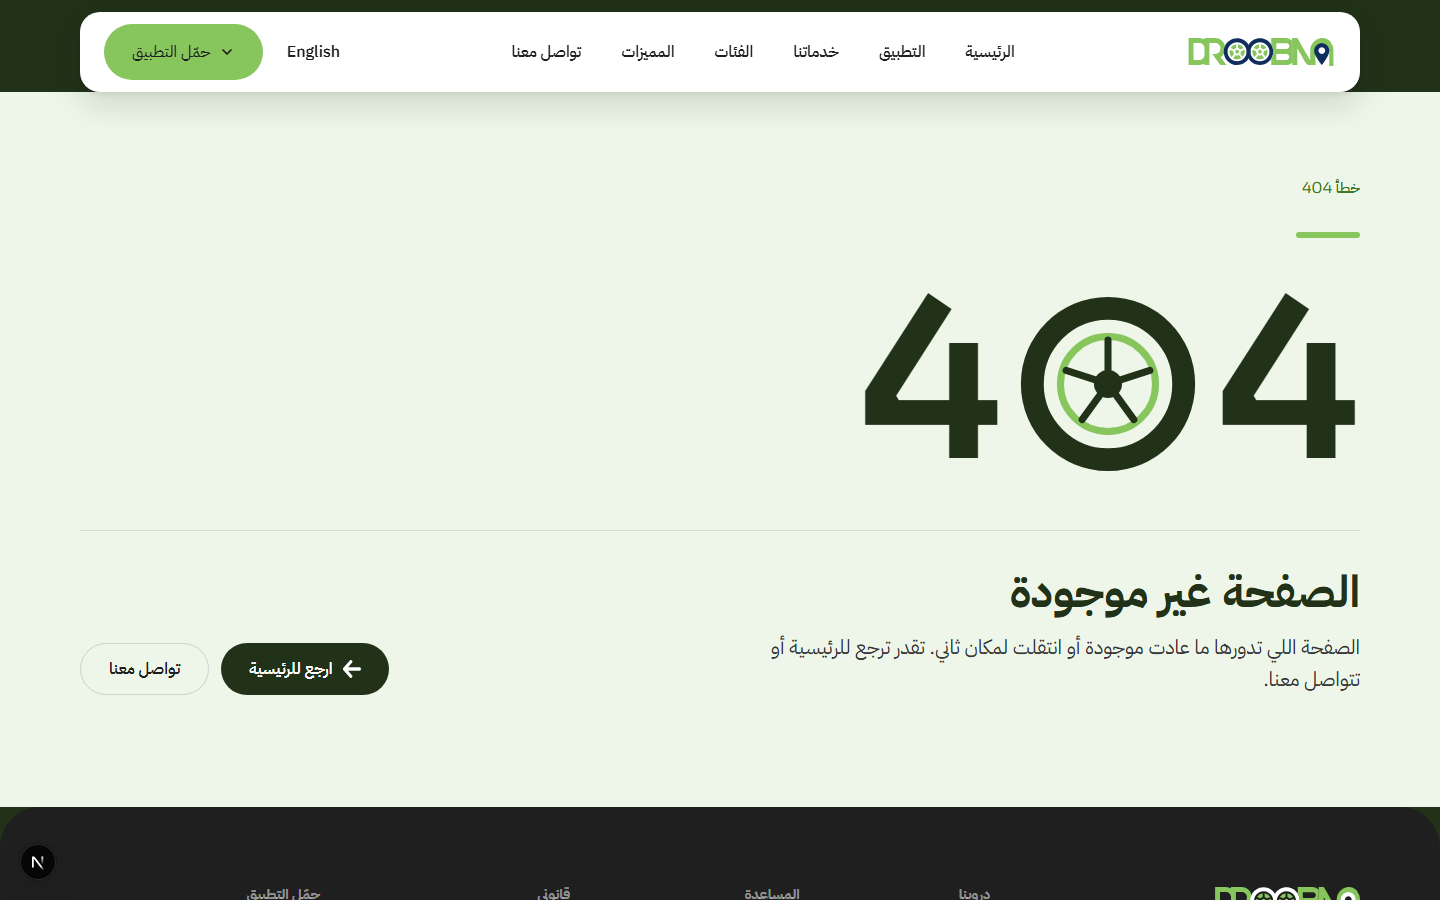 DROOBNA
الرئيسية
التطبيق
خدماتنا
الفئات
المميزات
تواصل معنا
English
حمّل التطبيق
خطأ 404
404
الصفحة غير موجودة
الصفحة اللي تدورها ما عادت موجودة أو انتقلت لمكان ثاني. تقدر ترجع للرئيسية أو
تتواصل معنا.
ارجع للرئيسية
تواصل معنا
DROOBNA
دروبنا
المساعدة
قانوني
حمّل التطبيق
N